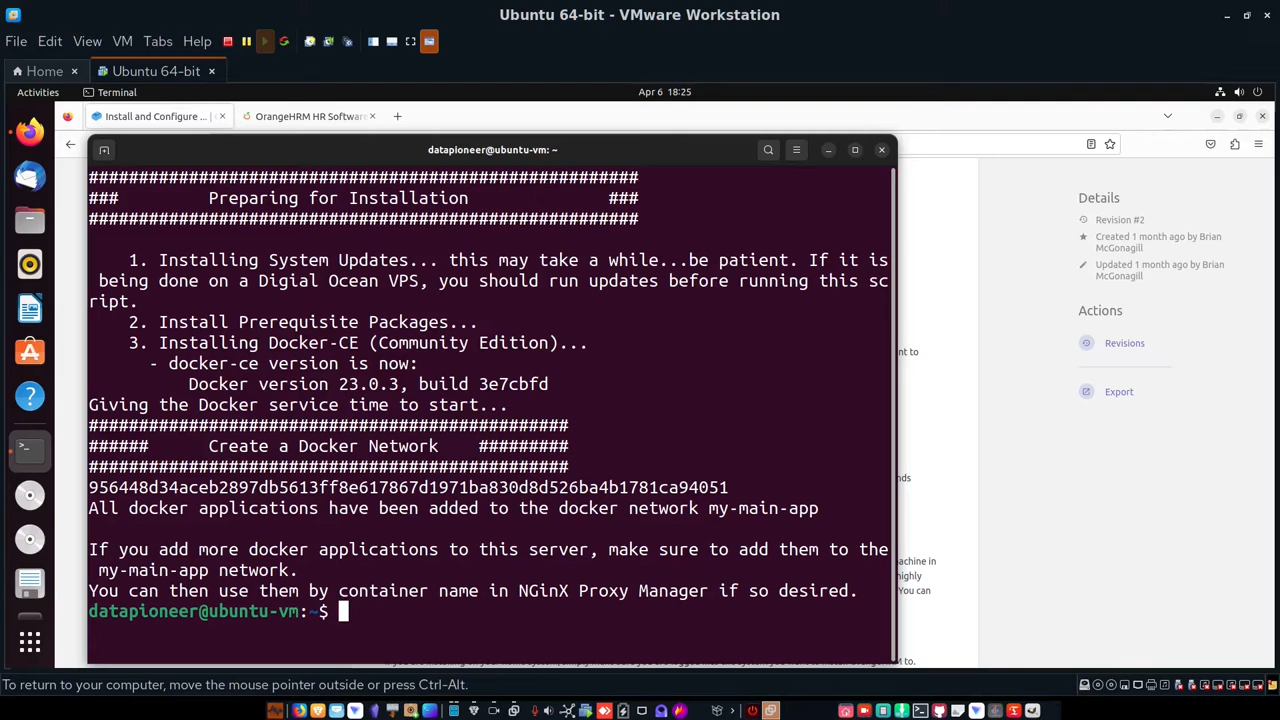 Ubuntu 64-bit - VMware Workstation
File Edit View VM Tabs Help
Home Ubuntu 64-bit
Activities Terminal Apr 6 18:25
Install and Configure ... | OrangeHRM HR Software
datapioneer@ubuntu-vm: ~
#######################################################
### Preparing for Installation ###
#######################################################
1. Installing System Updates... this may take a while...be patient. If it is
being done on a Digial Ocean VPS, you should run updates before running this sc
ript.
2. Install Prerequisite Packages...
3. Installing Docker-CE (Community Edition)...
- docker-ce version is now:
Docker version 23.0.3, build 3e7cbfd
Giving the Docker service time to start...
################################################
###### Create a Docker Network #########
################################################
956448d34aceb2897db5613ff8e617867d1971ba830d8d526ba4b1781ca94051
All docker applications have been added to the docker network my-main-app
If you add more docker applications to this server, make sure to add them to the
my-main-app network.
You can then use them by container name in NGinX Proxy Manager if so desired.
datapioneer@ubuntu-vm:~$
Details
Revision #2
Created 1 month ago by Brian
McGonagill
Updated 1 month ago by Brian
McGonagill
Actions
Revisions
Export
nt to
nds
achine in
highly
. You can
M to.
To return to your computer, move the mouse pointer outside or press Ctrl-Alt.